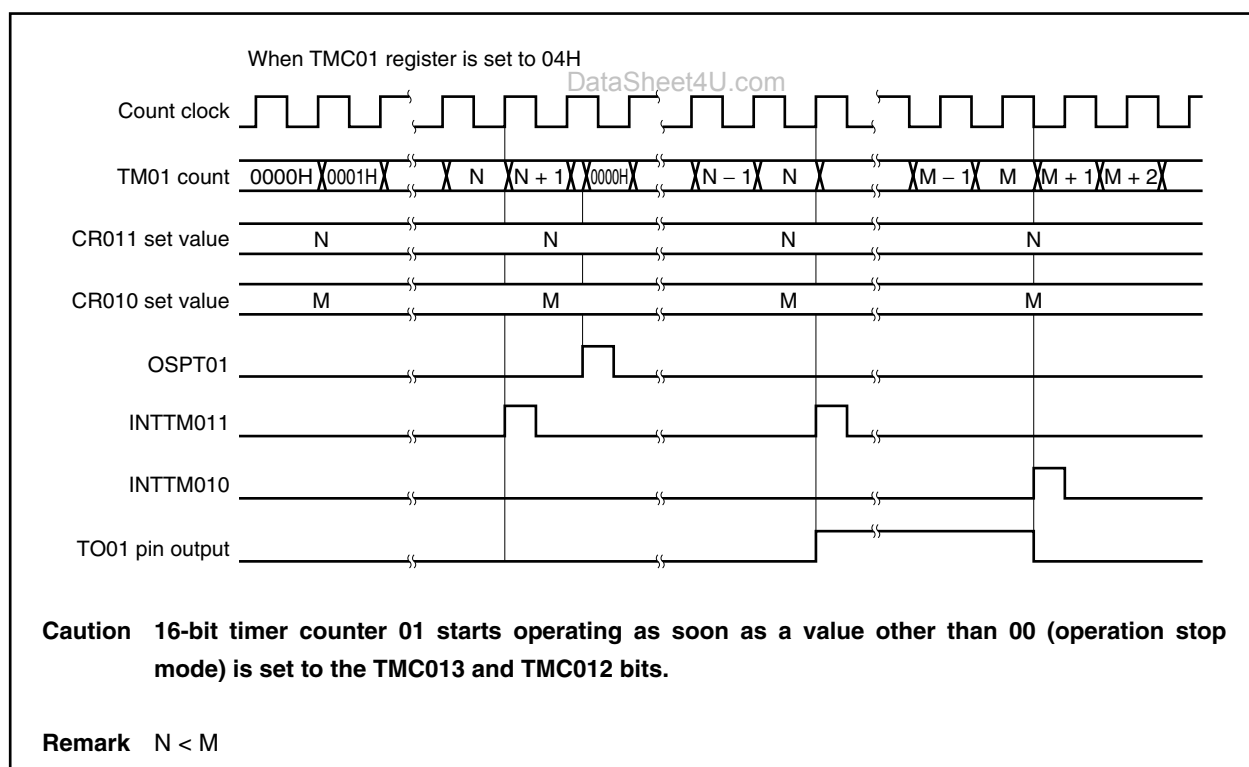 When TMC01 register is set to 04H
DataSheet4U.com
Count clock
TM01 count 0000H 0001H N N + 1 0000H N − 1 N M − 1 M M + 1 M + 2
CR011 set value N N N N
CR010 set value M M M M
OSPT01
INTTM011
INTTM010
TO01 pin output
Caution 16-bit timer counter 01 starts operating as soon as a value other than 00 (operation stop
mode) is set to the TMC013 and TMC012 bits.
Remark N < M